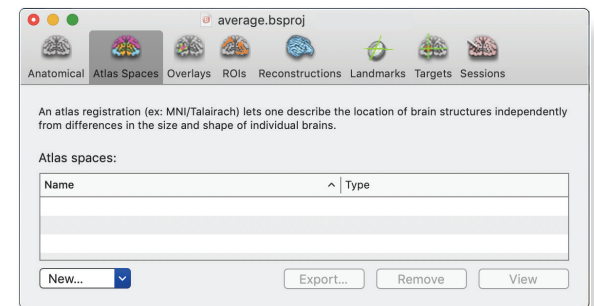 average.bsproj
Anatomical Atlas Spaces Overlays ROIs Reconstructions Landmarks Targets Sessions
An atlas registration (ex: MNI/Talairach) lets one describe the location of brain structures independently
from differences in the size and shape of individual brains.
Atlas spaces:
Name Type
New... Export... Remove View